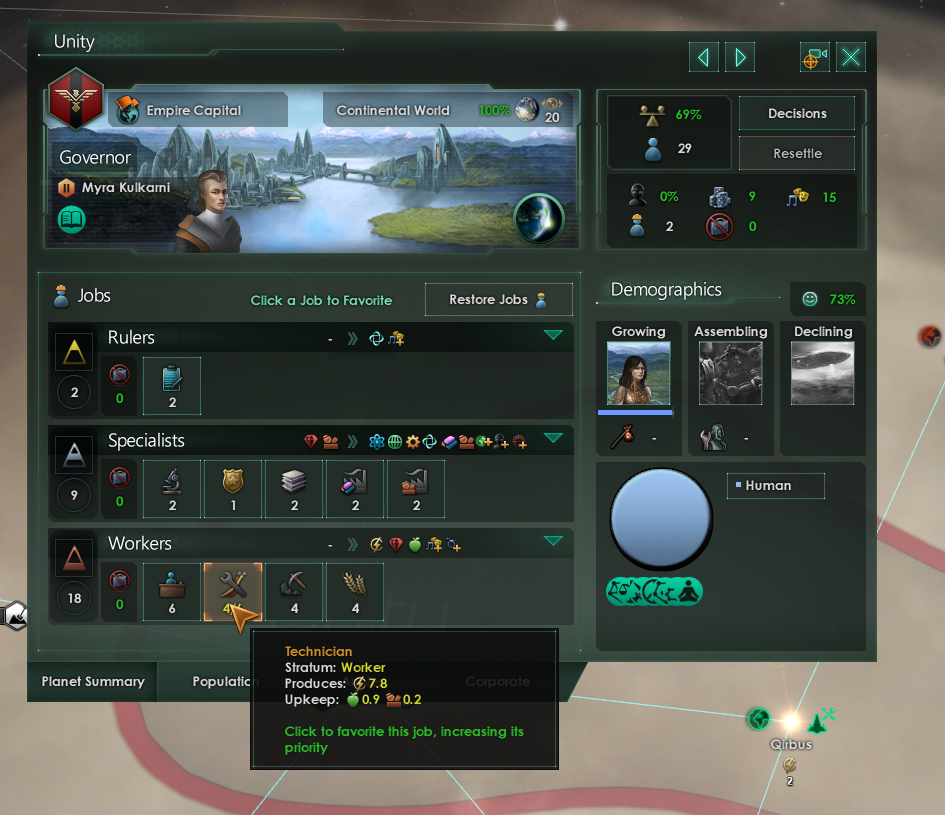 Unity
Empire Capital
Continental World 100% 20
Governor
Myra Kulkarni
69%
29
Decisions
Resettle
0% 9 15
2 0
Jobs
Click a Job to Favorite
Restore Jobs
Rulers -
2 0 2
Specialists
9 0 2 1 2 2 2
Workers -
18 0 6 4 4
Technician
Stratum: Worker
Produces: 7.8
Upkeep: 0.9 0.2
Click to favorite this job, increasing its
priority
Demographics 73%
Growing Assembling Declining
- -
Human
Planet Summary Population Corporate
Qirbus
2